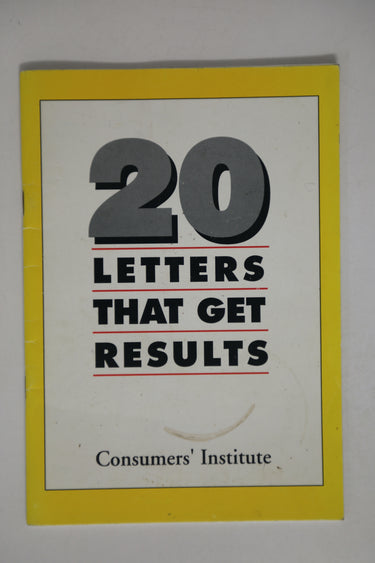 20
LETTERS
THAT GET
RESULTS
Consumers' Institute